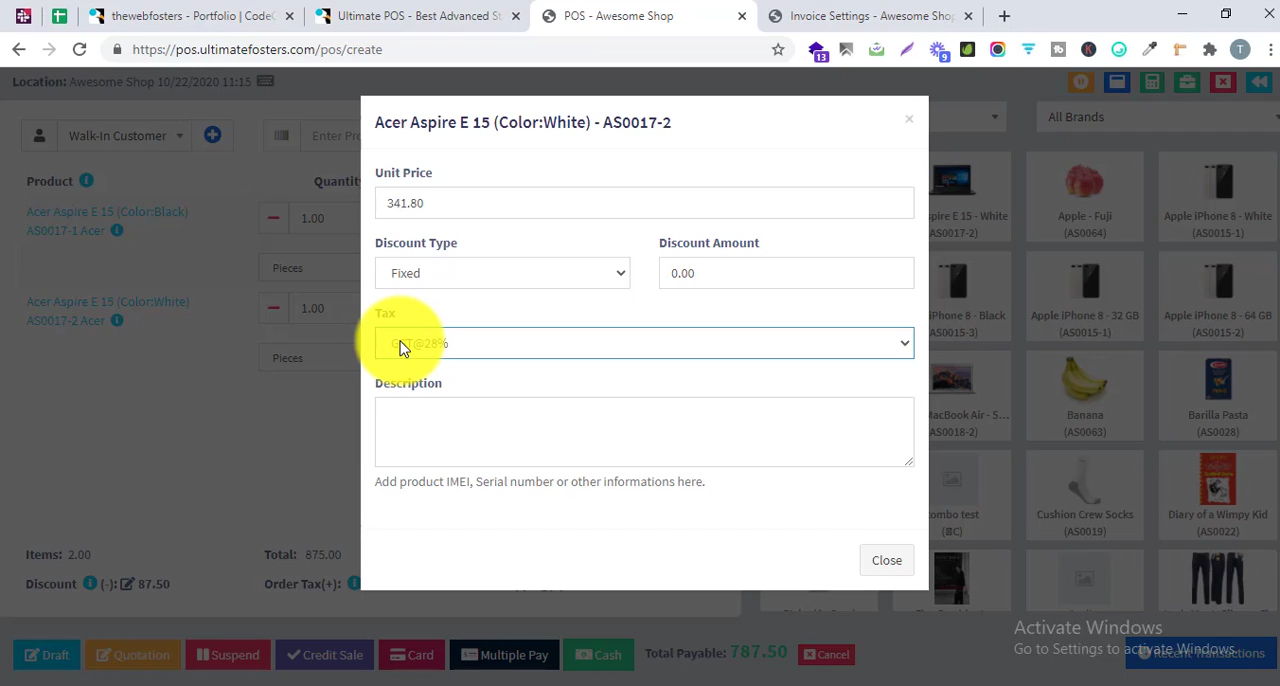 thewebfosters - Portfolio | CodeC
Ultimate POS - Best Advanced St
POS - Awesome Shop
Invoice Settings - Awesome Shop
https://pos.ultimatefosters.com/pos/create
13
9
T
Location: Awesome Shop 10/22/2020 11:15
Walk-In Customer
Enter Pr
All Brands
Product
Quantity
Acer Aspire E 15 (Color:Black)
AS0017-1 Acer
1.00
Pieces
Acer Aspire E 15 (Color:White)
AS0017-2 Acer
1.00
Pieces
Acer Aspire E 15 (Color:White) - AS0017-2
×
Unit Price
341.80
Discount Type
Discount Amount
Fixed
0.00
Tax
GST@28%
Description
Add product IMEI, Serial number or other informations here.
Close
spire E 15 - White
(AS0017-2)
Apple - Fuji
(AS0064)
Apple iPhone 8 - White
(AS0015-1)
iPhone 8 - Black
(AS0015-3)
Apple iPhone 8 - 32 GB
(AS0015-1)
Apple iPhone 8 - 64 GB
(AS0015-2)
MacBook Air - 5...
(AS0018-2)
Banana
(AS0063)
Barilla Pasta
(AS0028)
combo test
Cushion Crew Socks
(AS0019)
Diary of a Wimpy Kid
(AS0022)
Items: 2.00
Total: 875.00
Discount (-): 87.50
Order Tax(+):
Draft
Quotation
Suspend
Credit Sale
Card
Multiple Pay
Cash
Total Payable: 787.50
Cancel
Recent Transactions
Activate Windows
Go to Settings to activate Windows.